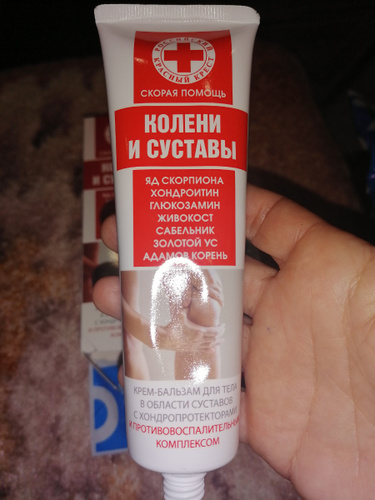 РОССИЙСКИЙ
КРАСНЫЙ КРЕСТ
СКОРАЯ ПОМОЩЬ
КОЛЕНИ
И СУСТАВЫ
ЯД СКОРПИОНА
ХОНДРОИТИН
ГЛЮКОЗАМИН
ЖИВОКОСТ
САБЕЛЬНИК
ЗОЛОТОЙ УС
АДАМОВ КОРЕНЬ
КРЕМ-БАЛЬЗАМ ДЛЯ ТЕЛА
В ОБЛАСТИ СУСТАВОВ
С ХОНДРОПРОТЕКТОРАМИ
И ПРОТИВОВОСПАЛИТЕЛЬНЫМ
КОМПЛЕКСОМ